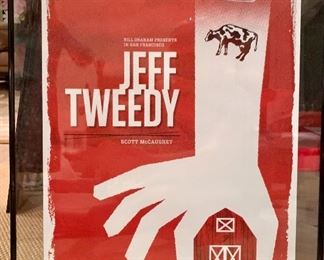 BILL GRAHAM PRESENTS
IN SAN FRANCISCO
JEFF
TWEEDY
SCOTT McCAUGHEY